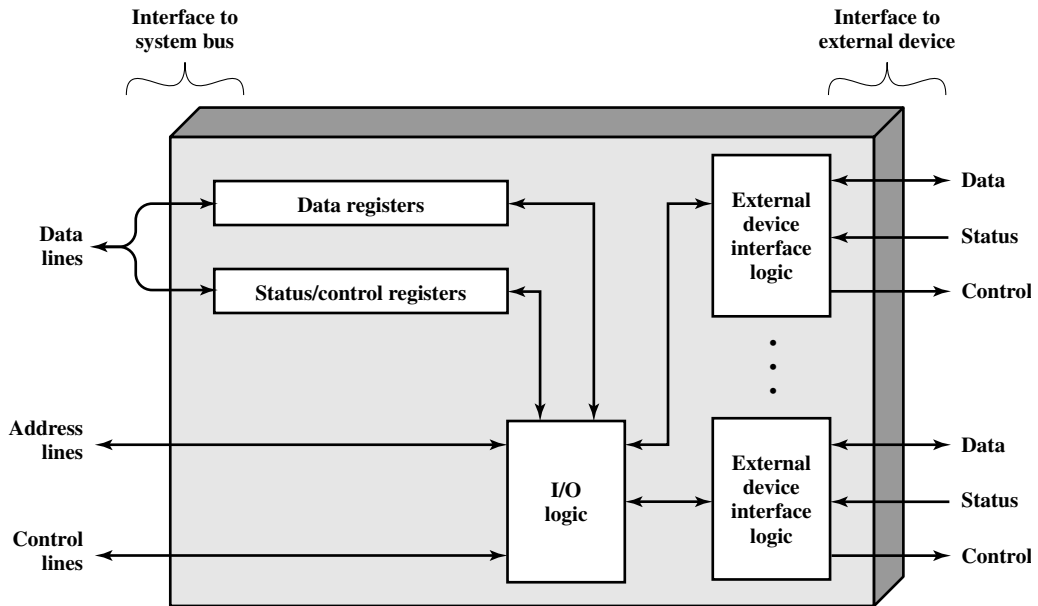 Interface to
system bus
Interface to
external device
Data registers
Status/control registers
Data
lines
Address
lines
Control
lines
I/O
logic
External
device
interface
logic
Data
Status
Control
External
device
interface
logic
Data
Status
Control